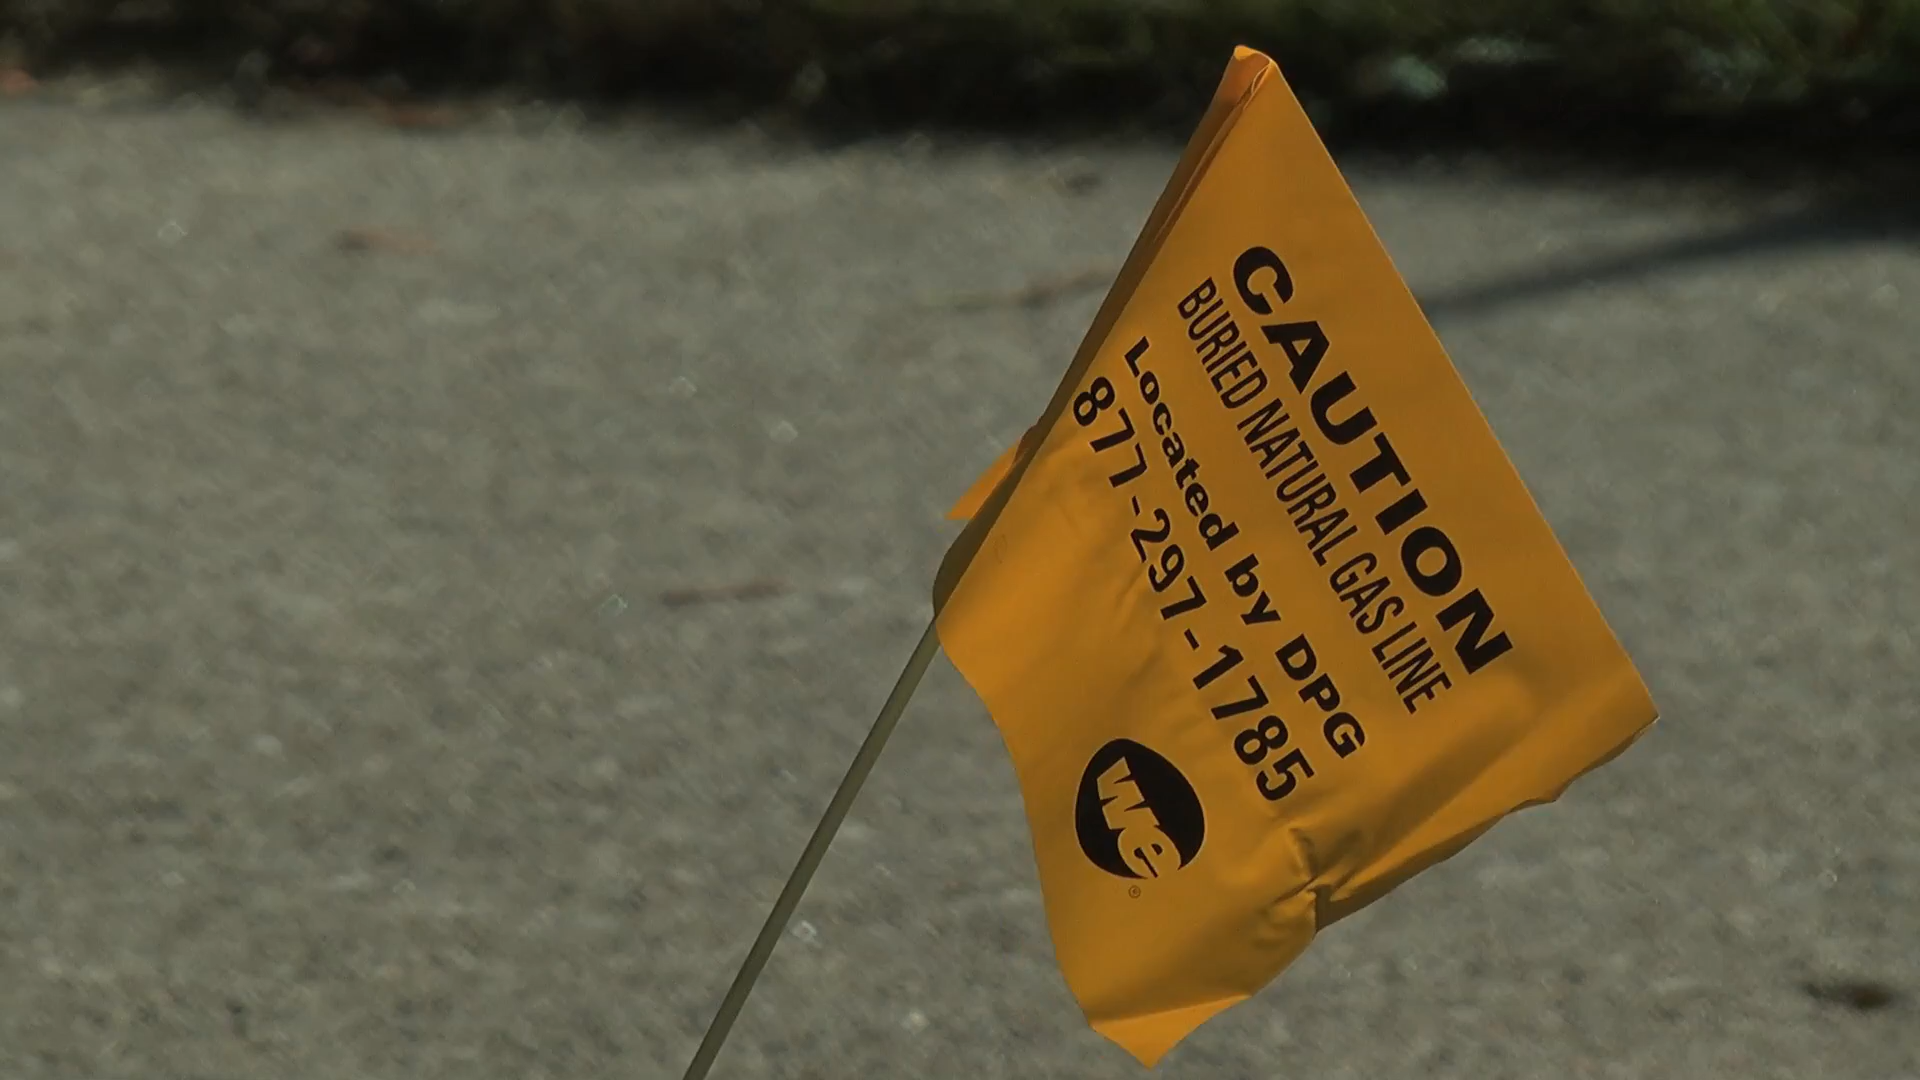 CAUTION
BURIED NATURAL GAS LINE
Located by DPG
877-297-1785
we
®